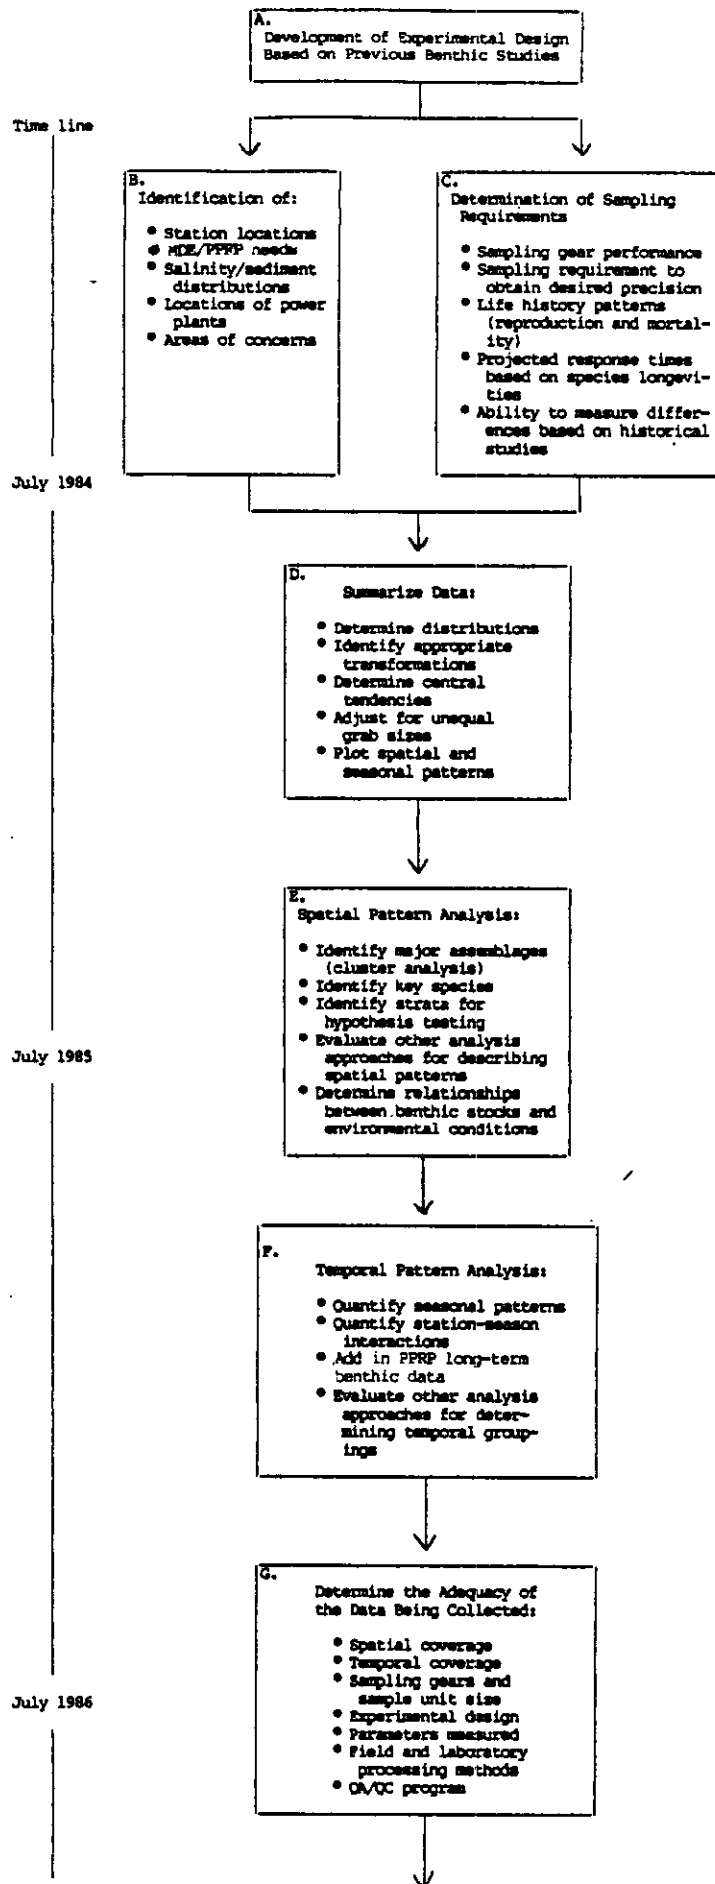 A.
Development of Experimental Design
Based on Previous Benthic Studies
Time line
B.
Identification of:
• Station locations
• MDE/PPRP needs
• Salinity/sediment
distributions
• Locations of power
plants
• Areas of concerns
C.
Determination of Sampling
Requirements
• Sampling gear performance
• Sampling requirement to
obtain desired precision
• Life history patterns
(reproduction and mortal-
ity)
• Projected response times
based on species longevi-
ties
• Ability to measure differ-
ences based on historical
studies
July 1984
D.
Summarize Data:
• Determine distributions
• Identify appropriate
transformations
• Determine central
tendencies
• Adjust for unequal
grab sizes
• Plot spatial and
seasonal patterns
E.
Spatial Pattern Analysis:
• Identify major assemblages
(cluster analysis)
• Identify key species
• Identify strata for
hypothesis testing
• Evaluate other analysis
approaches for describing
spatial patterns
• Determine relationships
between benthic stocks and
environmental conditions
July 1985
F.
Temporal Pattern Analysis:
• Quantify seasonal patterns
• Quantify station-season
interactions
• Add in PPRP long-term
benthic data
• Evaluate other analysis
approaches for deter-
mining temporal group-
ings
G.
Determine the Adequacy of
the Data Being Collected:
• Spatial coverage
• Temporal coverage
• Sampling gears and
sample unit size
• Experimental design
• Parameters measured
• Field and laboratory
processing methods
• QA/QC program
July 1986